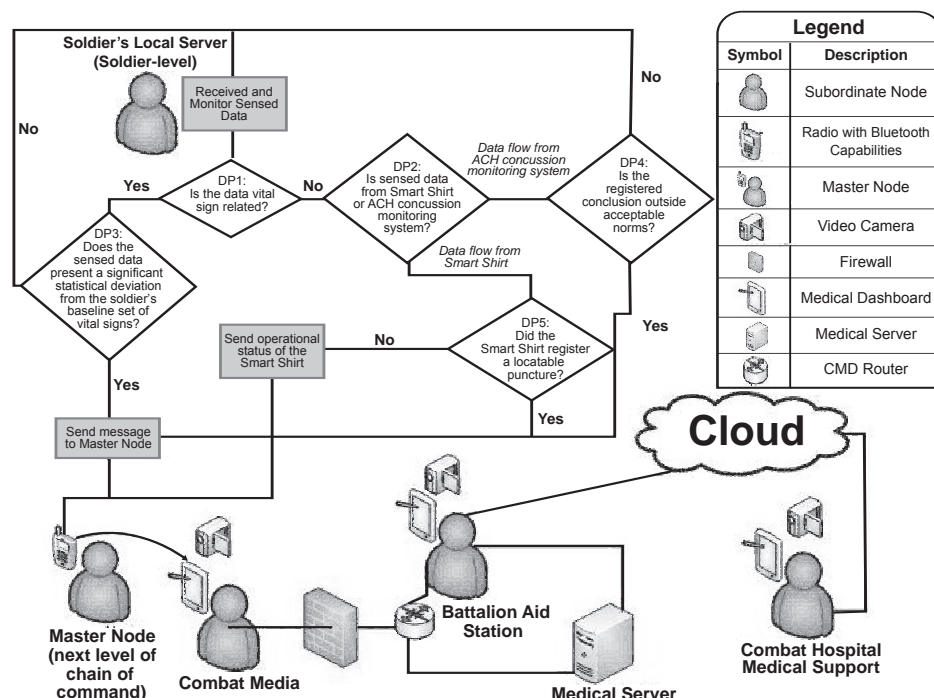 Soldier's Local Server
(Soldier-level)
Received and
Monitor Sensed
Data
No
Yes
DP1:
Is the data vital
sign related?
No
DP2:
Is sensed data
from Smart Shirt
or ACH concussion
monitoring
system?
Data flow from
ACH concussion
monitoring system
No
DP4:
Is the
registered
conclusion outside
acceptable
norms?
DP3:
Does the
sensed data
present a significant
statistical deviation
from the soldier's
baseline set of
vital signs?
Data flow from
Smart Shirt
Send operational
status of the
Smart Shirt
No
DP5:
Did the
Smart Shirt register
a locatable
puncture?
Yes
Yes
Yes
Send message
to Master Node
Legend
Symbol Description
Subordinate Node
Radio with Bluetooth
Capabilities
Master Node
Video Camera
Firewall
Medical Dashboard
Medical Server
CMD Router
Cloud
Master Node
(next level of
chain of
command)
Combat Media
Battalion Aid
Station
Medical Server
Combat Hospital
Medical Support